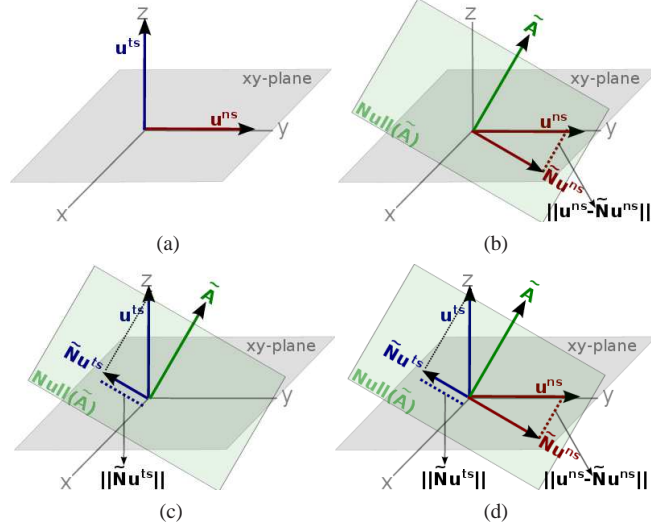 z
u^ts
xy-plane
u^ns
y
x
(a)
z
Ã
xy-plane
u^ns
y
Null(Ã)
Ñu^ns
x
||u^ns-Ñu^ns||
(b)
z
Ã
u^ts
xy-plane
Ñu^ts
Null(Ã)
y
x
||Ñu^ts||
(c)
z
Ã
u^ts
xy-plane
Ñu^ts
u^ns
y
Null(Ã)
Ñu^ns
x
||Ñu^ts||
||u^ns-Ñu^ns||
(d)